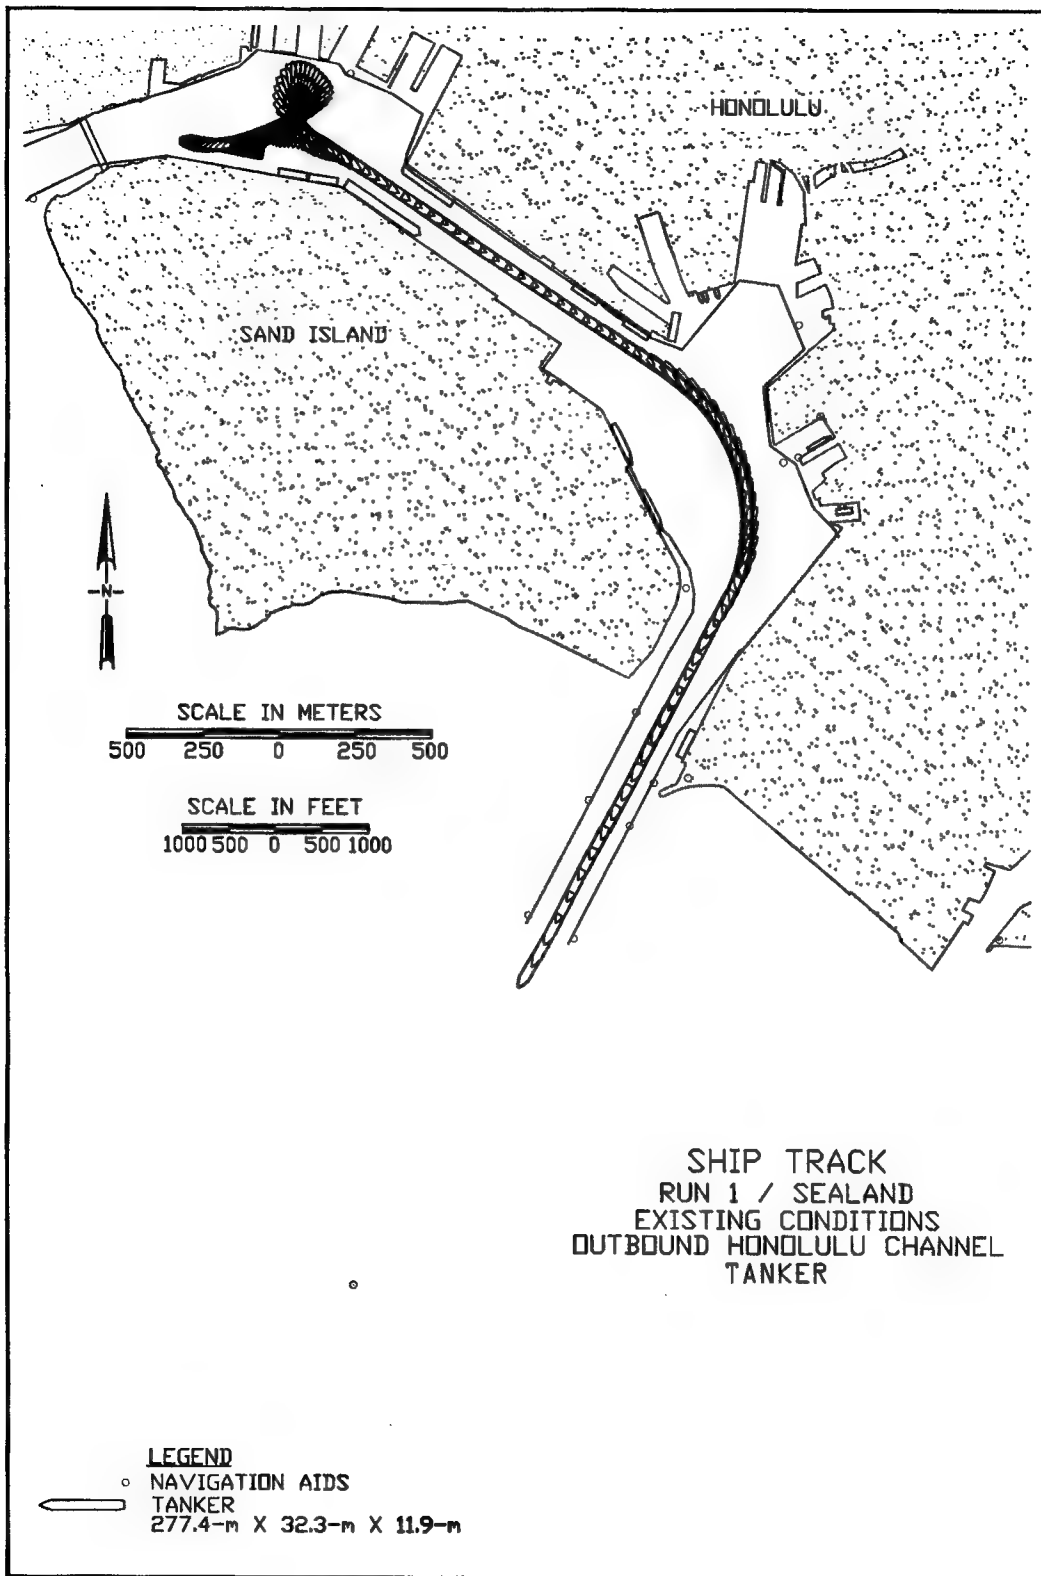 HONOLULU
SAND ISLAND
-N-
SCALE IN METERS
500 250 0 250 500
SCALE IN FEET
1000 500 0 500 1000
SHIP TRACK
RUN 1 / SEALAND
EXISTING CONDITIONS
OUTBOUND HONOLULU CHANNEL
TANKER
LEGEND
NAVIGATION AIDS
TANKER
277.4-m X 32.3-m X 11.9-m